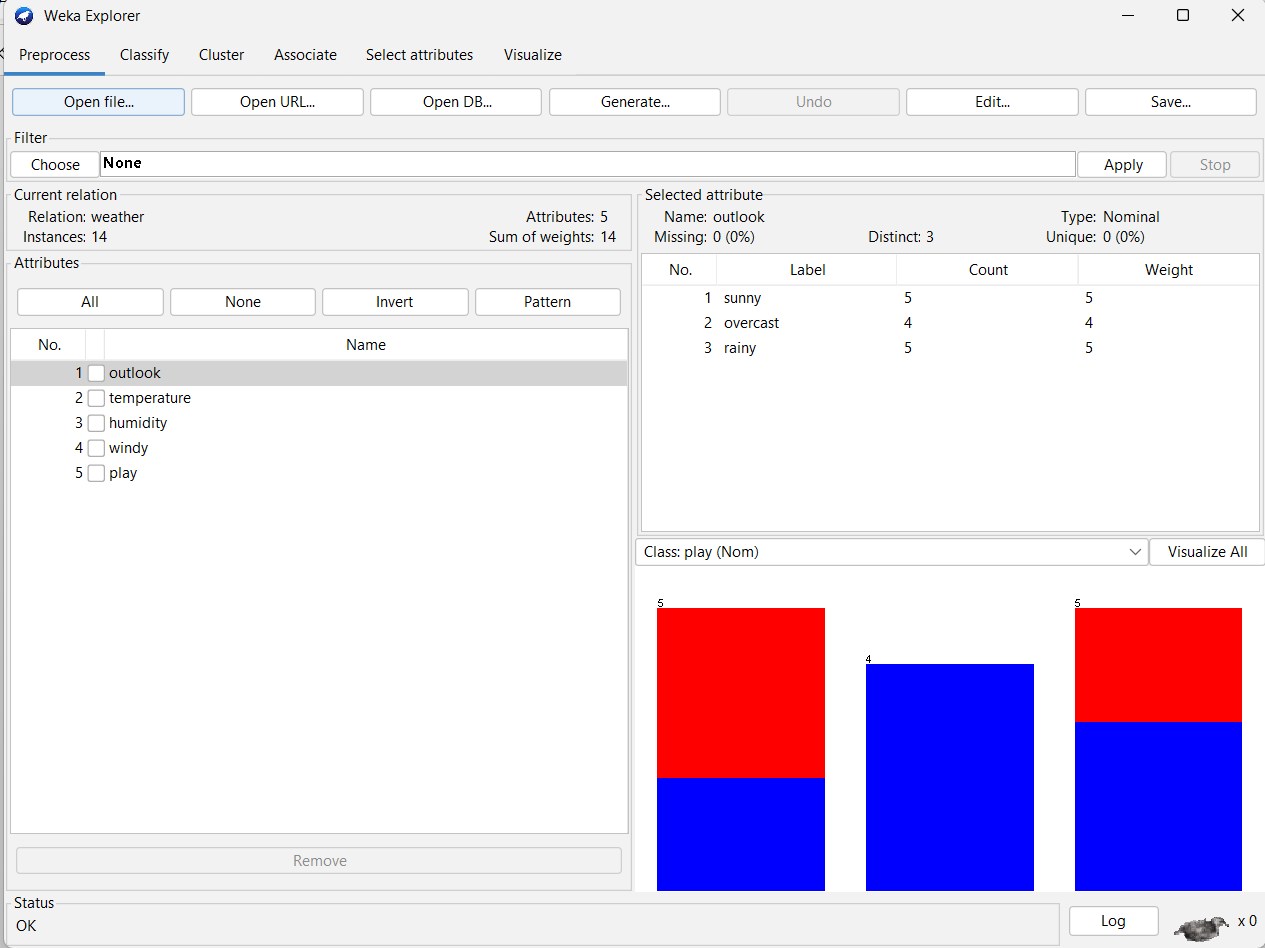 Weka Explorer
Preprocess Classify Cluster Associate Select attributes Visualize
Open file... Open URL... Open DB... Generate... Undo Edit... Save...
Filter
Choose None Apply Stop
Current relation
Relation: weather Attributes: 5
Instances: 14 Sum of weights: 14
Attributes
All None Invert Pattern
No. Name
1 outlook
2 temperature
3 humidity
4 windy
5 play
Remove
Selected attribute
Name: outlook Type: Nominal
Missing: 0 (0%) Distinct: 3 Unique: 0 (0%)
No. Label Count Weight
1 sunny 5 5
2 overcast 4 4
3 rainy 5 5
Class: play (Nom) Visualize All
5 4 5
Status
OK Log x 0